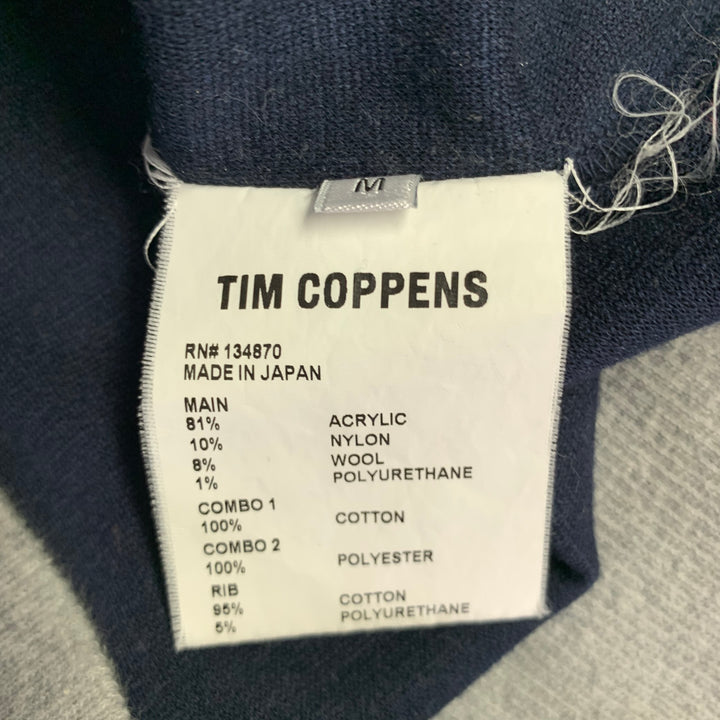 M
TIM COPPENS
RN# 134870
MADE IN JAPAN
MAIN
81% ACRYLIC
10% NYLON
8% WOOL
1% POLYURETHANE
COMBO 1
100% COTTON
COMBO 2
100% POLYESTER
RIB
95% COTTON
5% POLYURETHANE